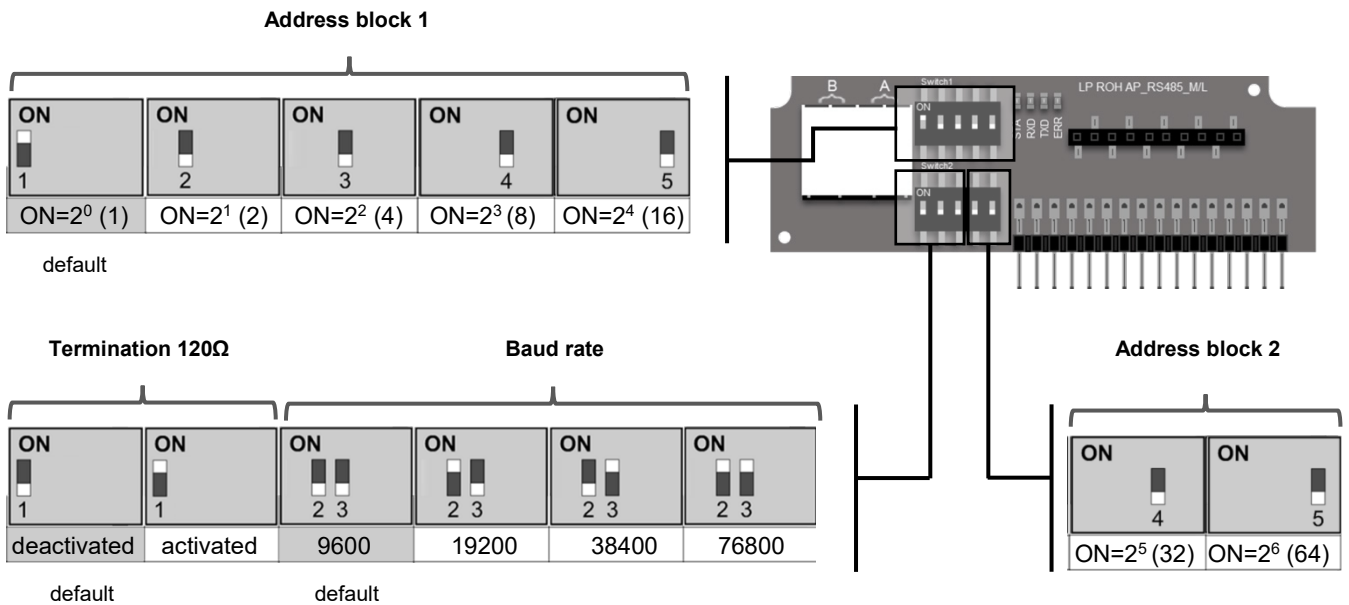 Address block 1
ON ON ON ON ON
1 2 3 4 5
ON=2⁰ (1) ON=2¹ (2) ON=2² (4) ON=2³ (8) ON=2⁴ (16)
default
B A Switch1 LP ROH AP_RS485_M/L
ON
STA RXD TXD ERR
Switch2
ON
Termination 120Ω Baud rate
ON ON ON ON ON ON
1 1 2 3 2 3 2 3 2 3
deactivated activated 9600 19200 38400 76800
default default
Address block 2
ON ON
4 5
ON=2⁵ (32) ON=2⁶ (64)